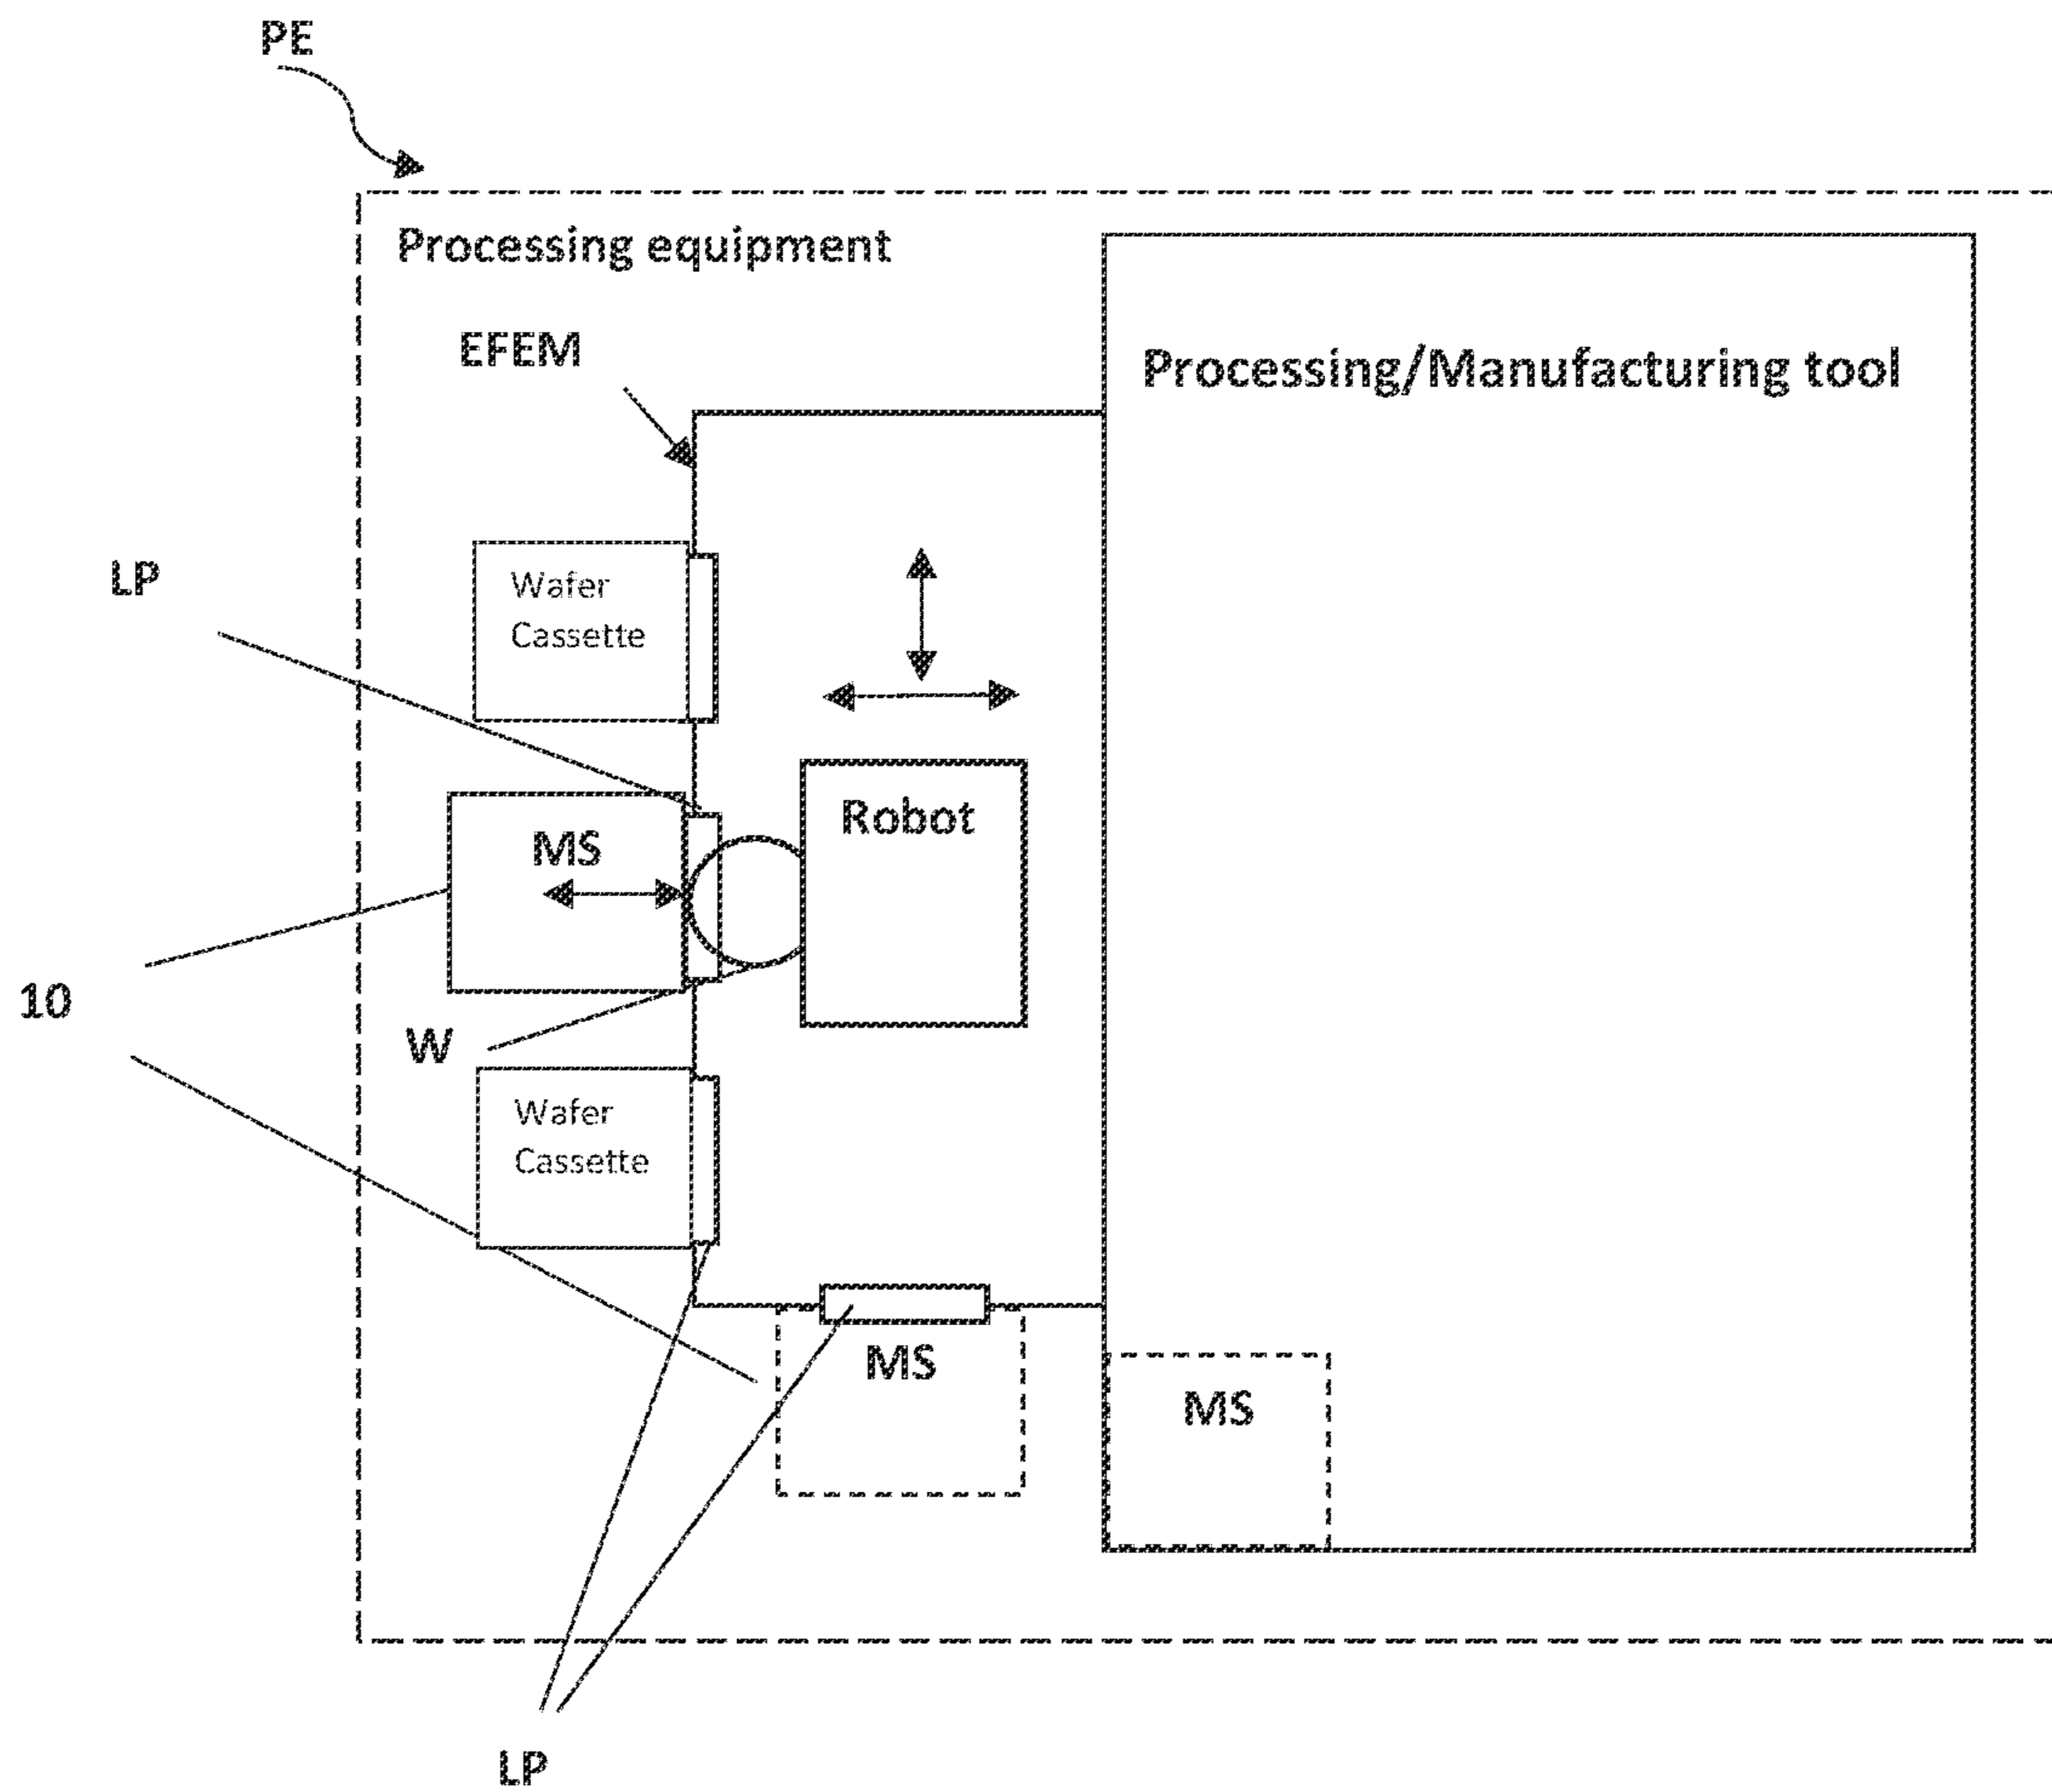 PE
Processing equipment
EFEM
Processing/Manufacturing tool
LP
Wafer
Cassette
Robot
MS
10
W
Wafer
Cassette
MS
MS
LP